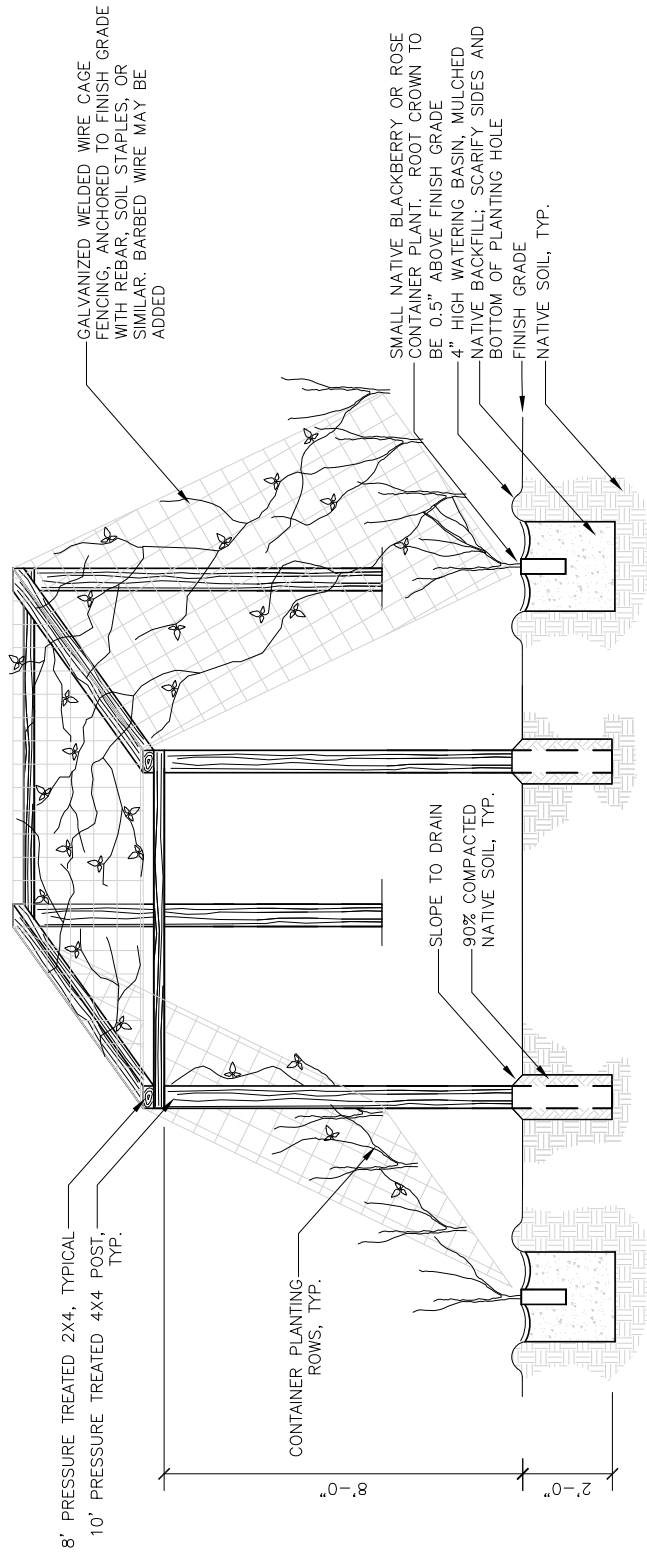 8' PRESSURE TREATED 2X4, TYPICAL
10' PRESSURE TREATED 4X4 POST,
TYP.
CONTAINER PLANTING
ROWS, TYP.
8'-0"
2'-0"
SLOPE TO DRAIN
90% COMPACTED
NATIVE SOIL, TYP.
GALVANIZED WELDED WIRE CAGE
FENCING, ANCHORED TO FINISH GRADE
WITH REBAR, SOIL STAPLES, OR
SIMILAR. BARBED WIRE MAY BE
ADDED
SMALL NATIVE BLACKBERRY OR ROSE
CONTAINER PLANT. ROOT CROWN TO
BE 0.5" ABOVE FINISH GRADE
4" HIGH WATERING BASIN, MULCHED
NATIVE BACKFILL; SCARIFY SIDES AND
BOTTOM OF PLANTING HOLE
FINISH GRADE
NATIVE SOIL, TYP.